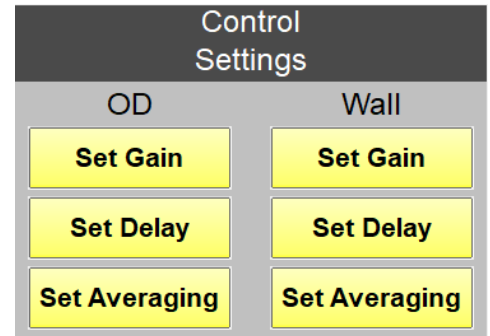 Control
Settings
OD Wall
Set Gain Set Gain
Set Delay Set Delay
Set Averaging Set Averaging